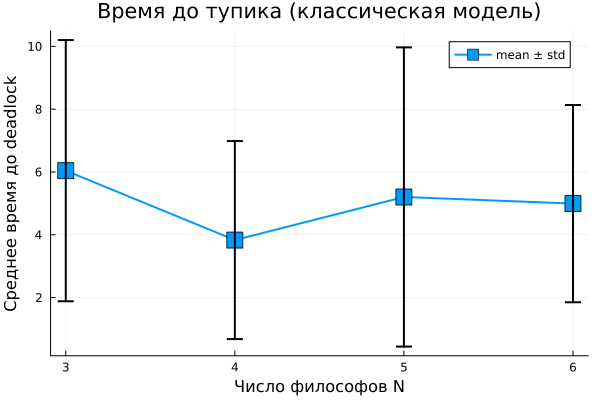 Время до тупика (классическая модель)
mean ± std
Среднее время до deadlock
10
8
6
4
2
3
4
5
6
Число философов N